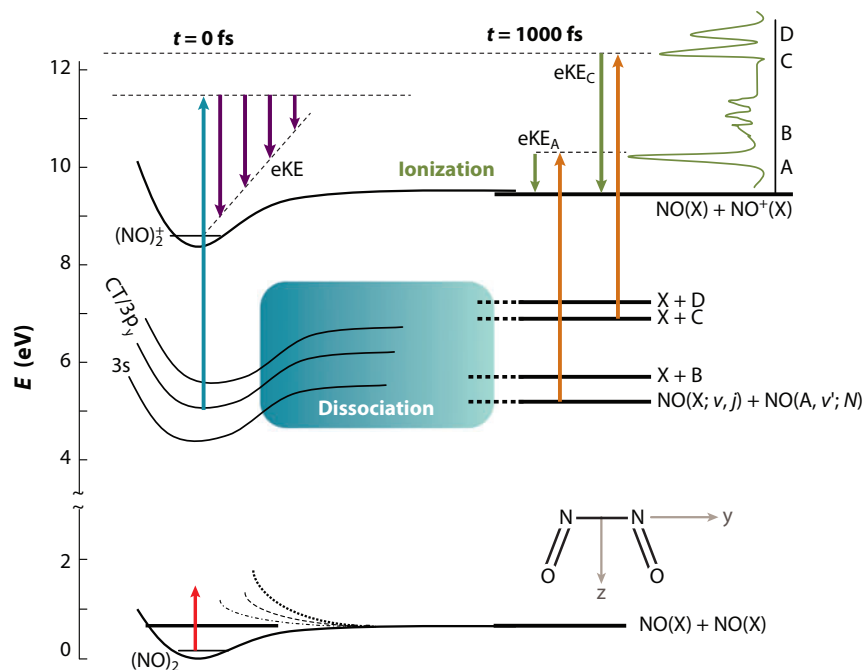 t = 0 fs
t = 1000 fs
D
C
B
A
12
10
8
6
4
2
0
E (eV)
~
~
~
~
eKE
eKE_C
eKE_A
Ionization
NO(X) + NO⁺(X)
(NO)₂⁺
CT/3p_y
3s
Dissociation
X + D
X + C
X + B
NO(X; v, j) + NO(A, v'; N)
N
N
y
O
O
z
NO(X) + NO(X)
(NO)₂